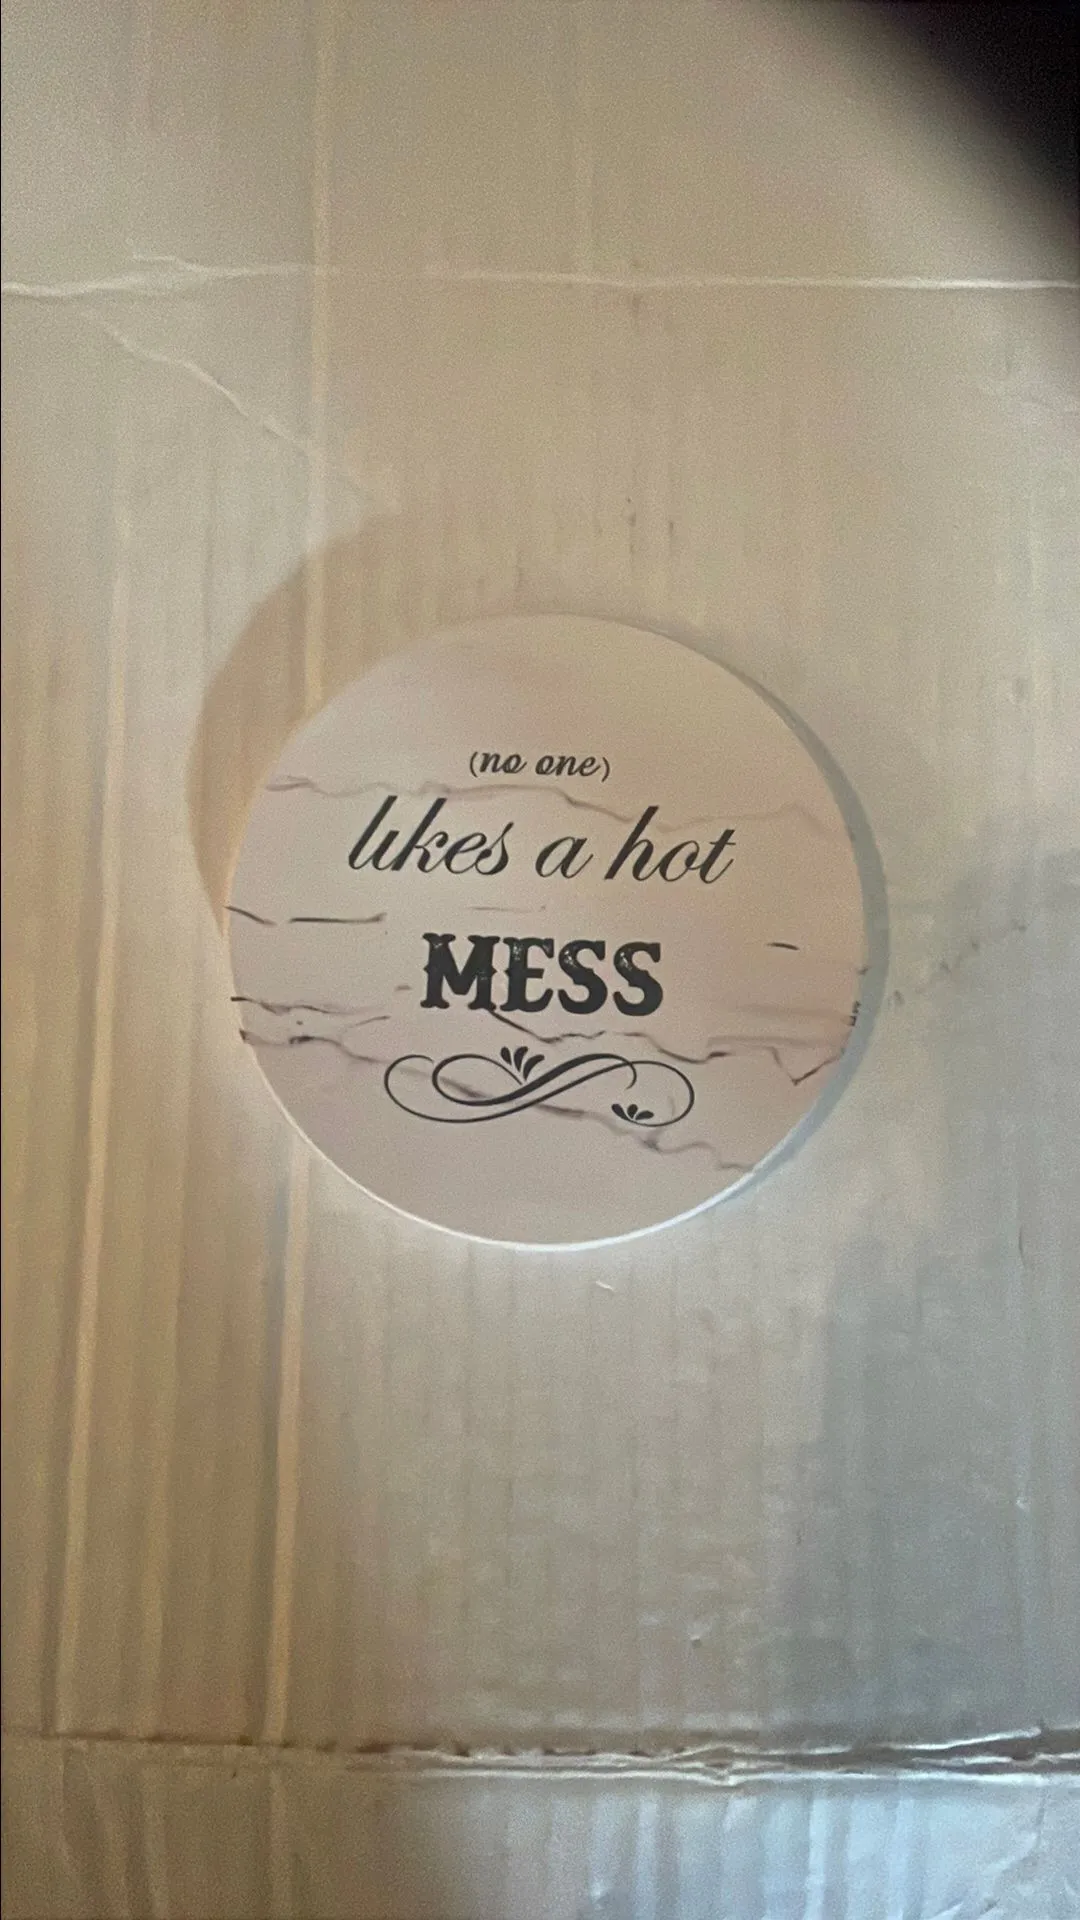 (no one)
likes a hot
MESS